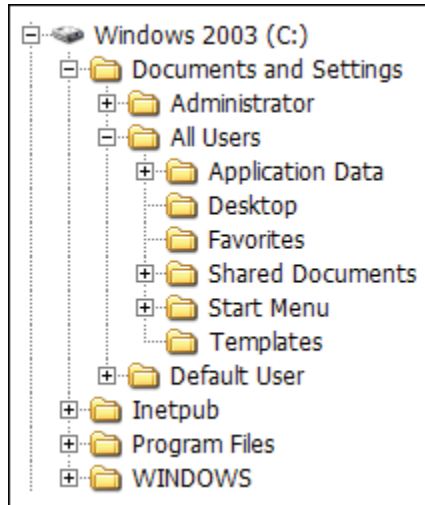 Windows 2003 (C:)
Documents and Settings
Administrator
All Users
Application Data
Desktop
Favorites
Shared Documents
Start Menu
Templates
Default User
Inetpub
Program Files
WINDOWS